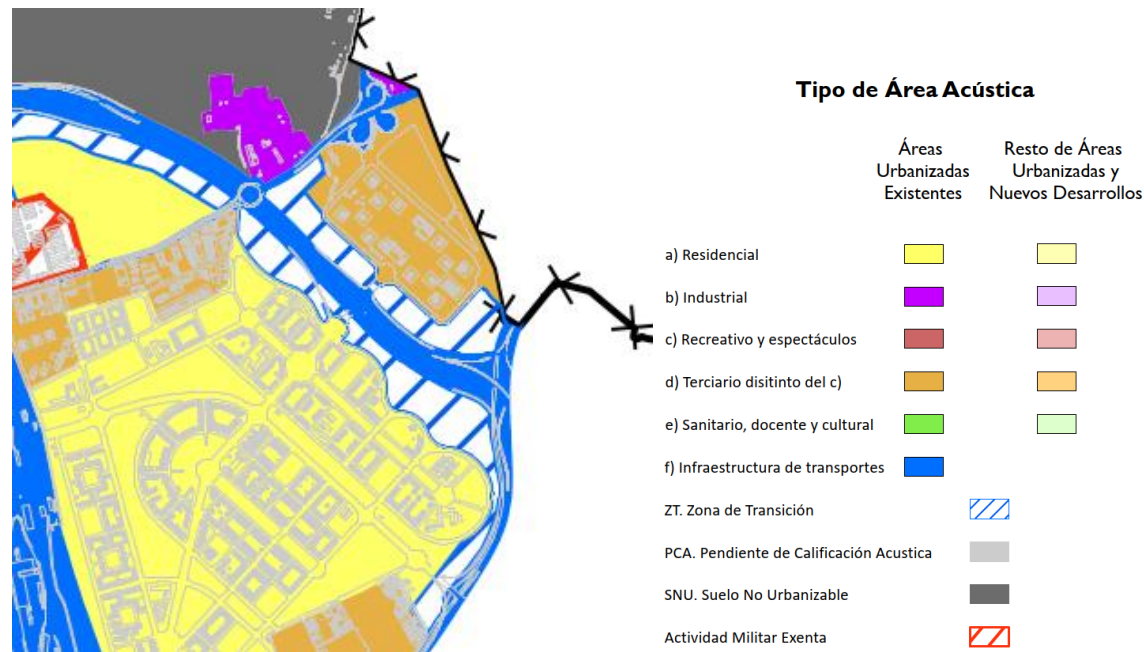 Tipo de Área Acústica
Áreas
Urbanizadas
Existentes
Resto de Áreas
Urbanizadas y
Nuevos Desarrollos
a) Residencial
b) Industrial
c) Recreativo y espectáculos
d) Terciario disitinto del c)
e) Sanitario, docente y cultural
f) Infraestructura de transportes
ZT. Zona de Transición
PCA. Pendiente de Calificación Acustica
SNU. Suelo No Urbanizable
Actividad Militar Exenta